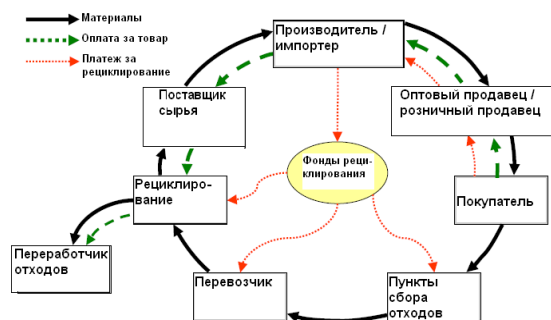 Материалы
Оплата за товар
Платеж за
рециклирование
Производитель /
импортер
Поставщик
сырья
Оптовый продавец /
розничный продавец
Фонды реци-
клирования
Рециклиро-
вание
Покупатель
Переработчик
отходов
Перевозчик
Пункты
сбора
отходов